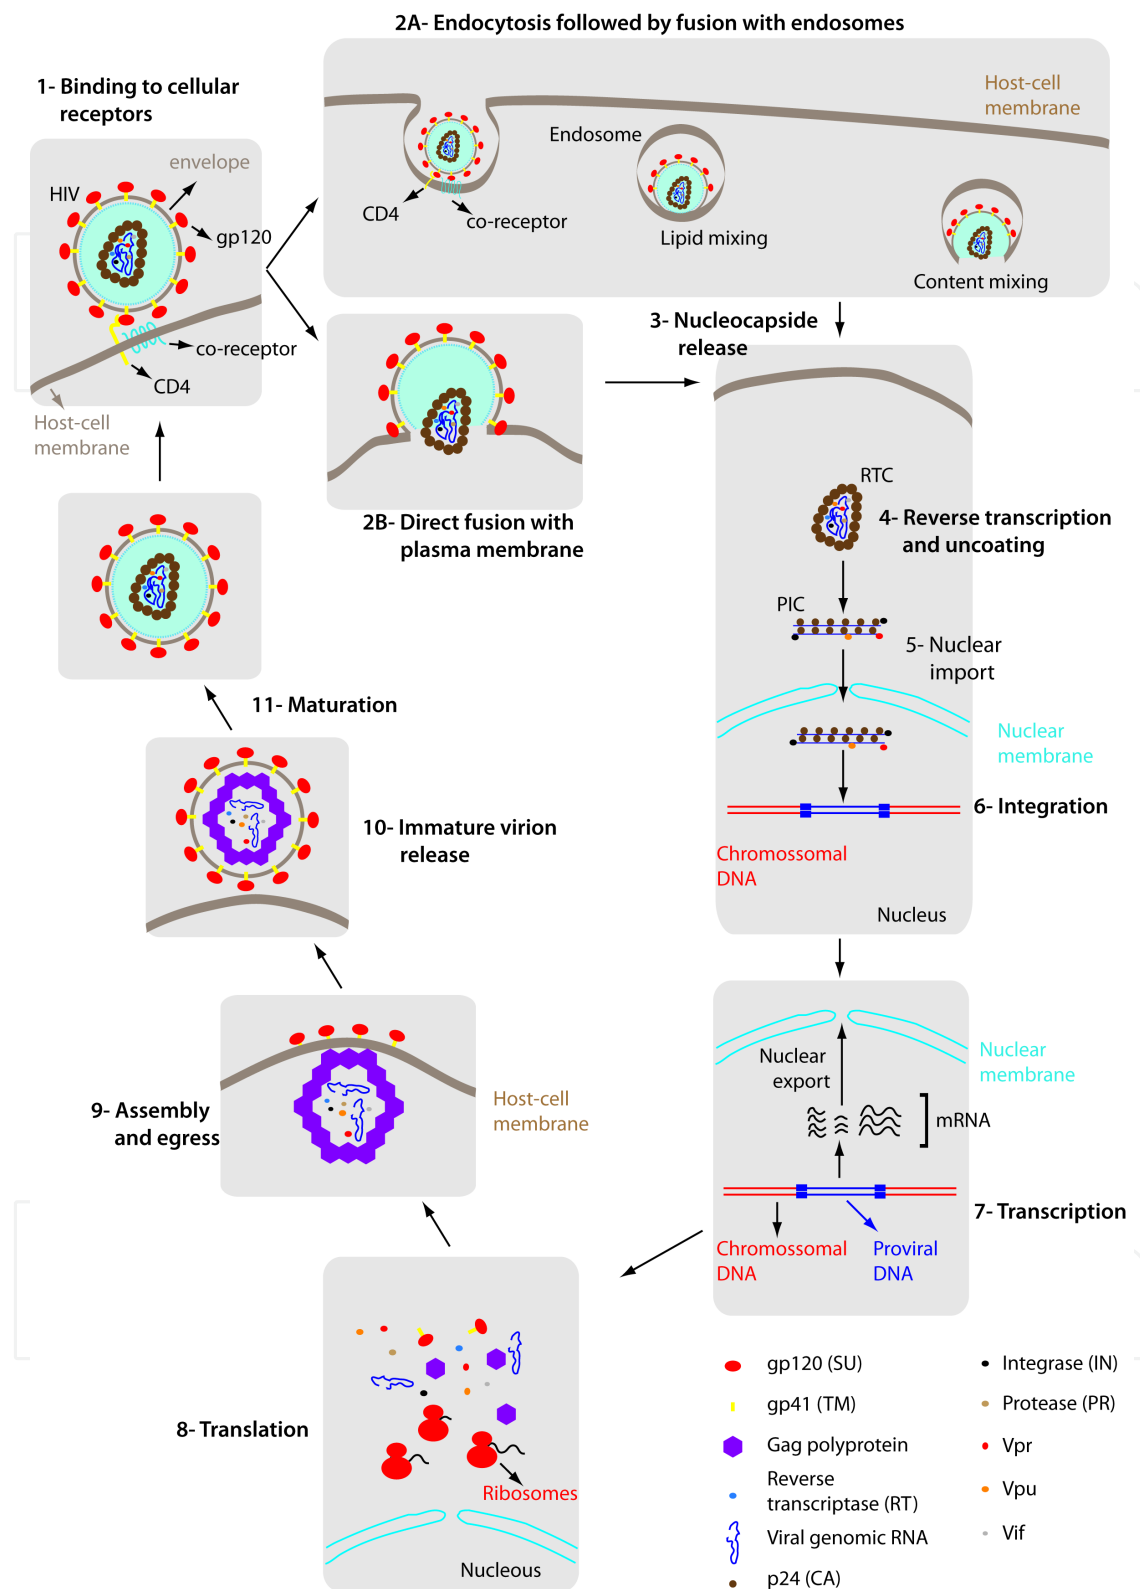 2A- Endocytosis followed by fusion with endosomes
1- Binding to cellular
receptors
Host-cell
membrane
Endosome
envelope
HIV
gp120
CD4
co-receptor
Lipid mixing
Content mixing
co-receptor
CD4
Host-cell
membrane
3- Nucleocapside
release
2B- Direct fusion with
plasma membrane
RTC
4- Reverse transcription
and uncoating
PIC
5- Nuclear
import
Nuclear
membrane
6- Integration
Chromossomal
DNA
Nucleus
11- Maturation
10- Immature virion
release
9- Assembly
and egress
Host-cell
membrane
Nuclear
export
Nuclear
membrane
mRNA
7- Transcription
Chromossomal
DNA
Proviral
DNA
8- Translation
Ribosomes
Nucleous
gp120 (SU)
gp41 (TM)
Gag polyprotein
Reverse
transcriptase (RT)
Viral genomic RNA
p24 (CA)
Integrase (IN)
Protease (PR)
Vpr
Vpu
Vif